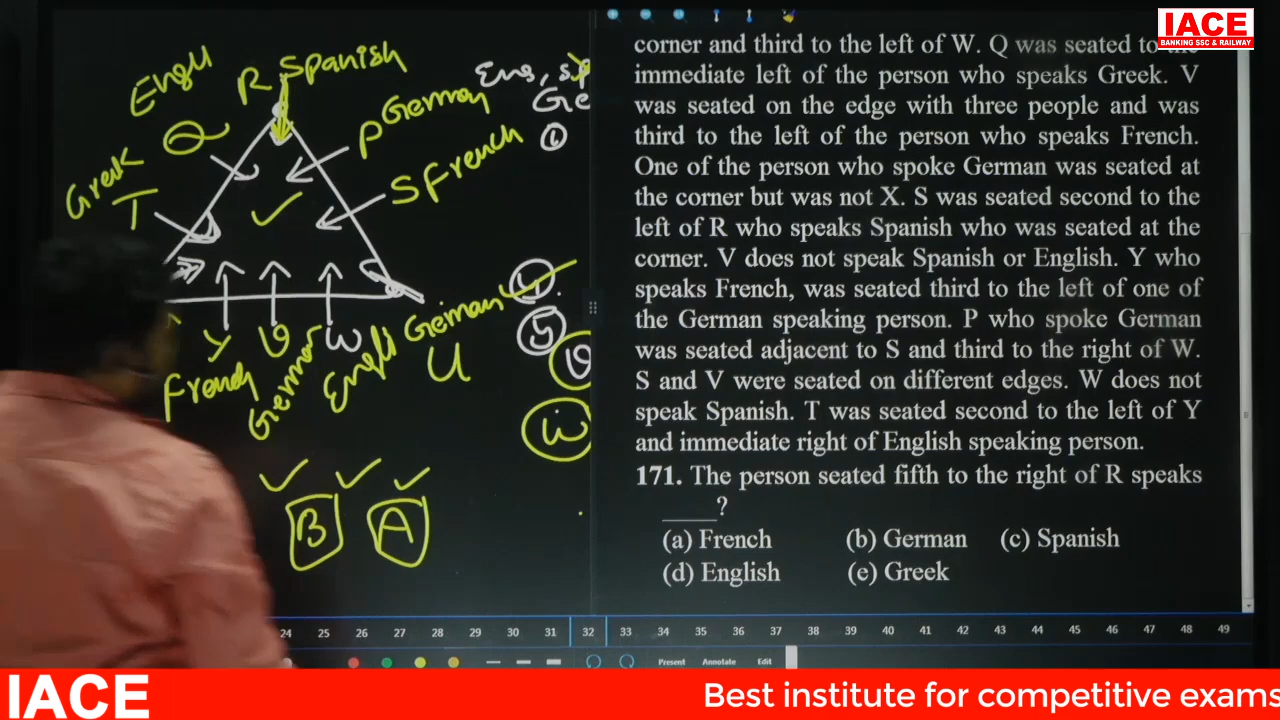 IACE
BANKING SSC & RAILWAY
Engli
R Spanish
Q
P German
Eng, sp
Ge
Greek
T
S French
Y
V
W
German
U
French
German
Engli
B
A
corner and third to the left of W. Q was seated to the
immediate left of the person who speaks Greek. V
was seated on the edge with three people and was
third to the left of the person who speaks French.
One of the person who spoke German was seated at
the corner but was not X. S was seated second to the
left of R who speaks Spanish who was seated at the
corner. V does not speak Spanish or English. Y who
speaks French, was seated third to the left of one of
the German speaking person. P who spoke German
was seated adjacent to S and third to the right of W.
S and V were seated on different edges. W does not
speak Spanish. T was seated second to the left of Y
and immediate right of English speaking person.
171. The person seated fifth to the right of R speaks
____?
(a) French (b) German (c) Spanish
(d) English (e) Greek
24 25 26 27 28 29 30 31 32 33 34 35 36 37 38 39 40 41 42 43 44 45 46 47 48 49
Present Annotate Edit
IACE Best institute for competitive exams